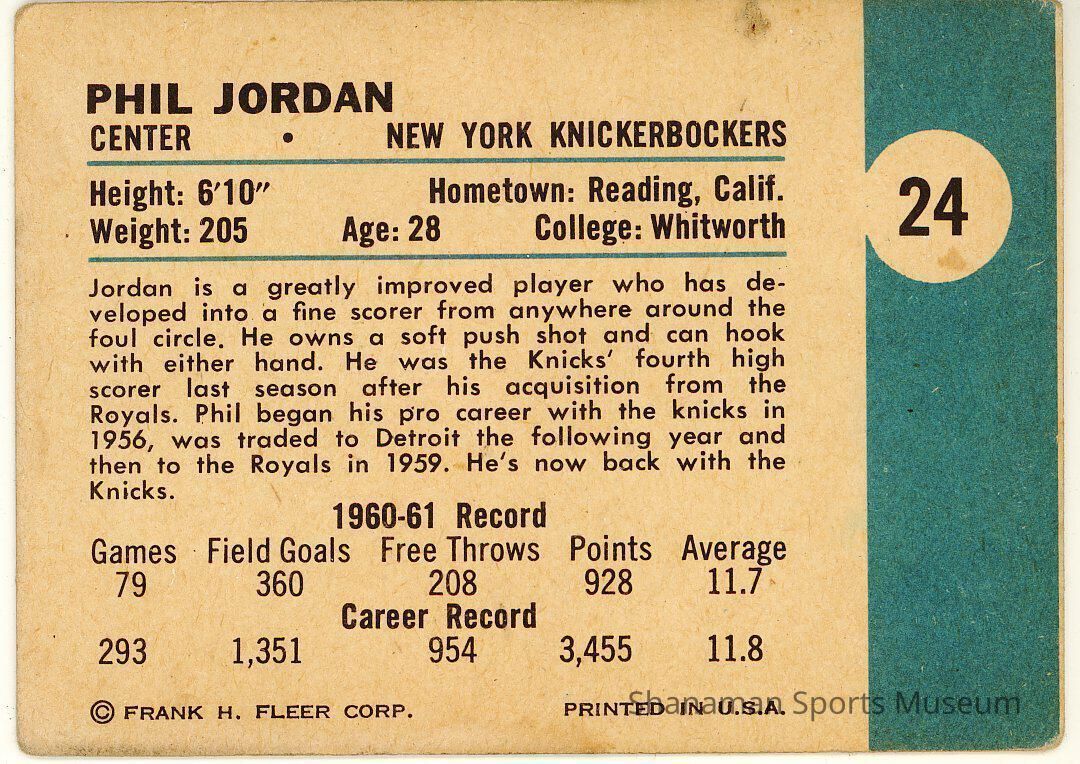 PHIL JORDAN
CENTER • NEW YORK KNICKERBOCKERS
Height: 6'10" Hometown: Reading, Calif.
Weight: 205 Age: 28 College: Whitworth
24
Jordan is a greatly improved player who has de-
veloped into a fine scorer from anywhere around the
foul circle. He owns a soft push shot and can hook
with either hand. He was the Knicks' fourth high
scorer last season after his acquisition from the
Royals. Phil began his pro career with the knicks in
1956, was traded to Detroit the following year and
then to the Royals in 1959. He's now back with the
Knicks.
1960-61 Record
Games Field Goals Free Throws Points Average
79 360 208 928 11.7
Career Record
293 1,351 954 3,455 11.8
© FRANK H. FLEER CORP. PRINTED IN U.S.A.
Shanaman Sports Museum